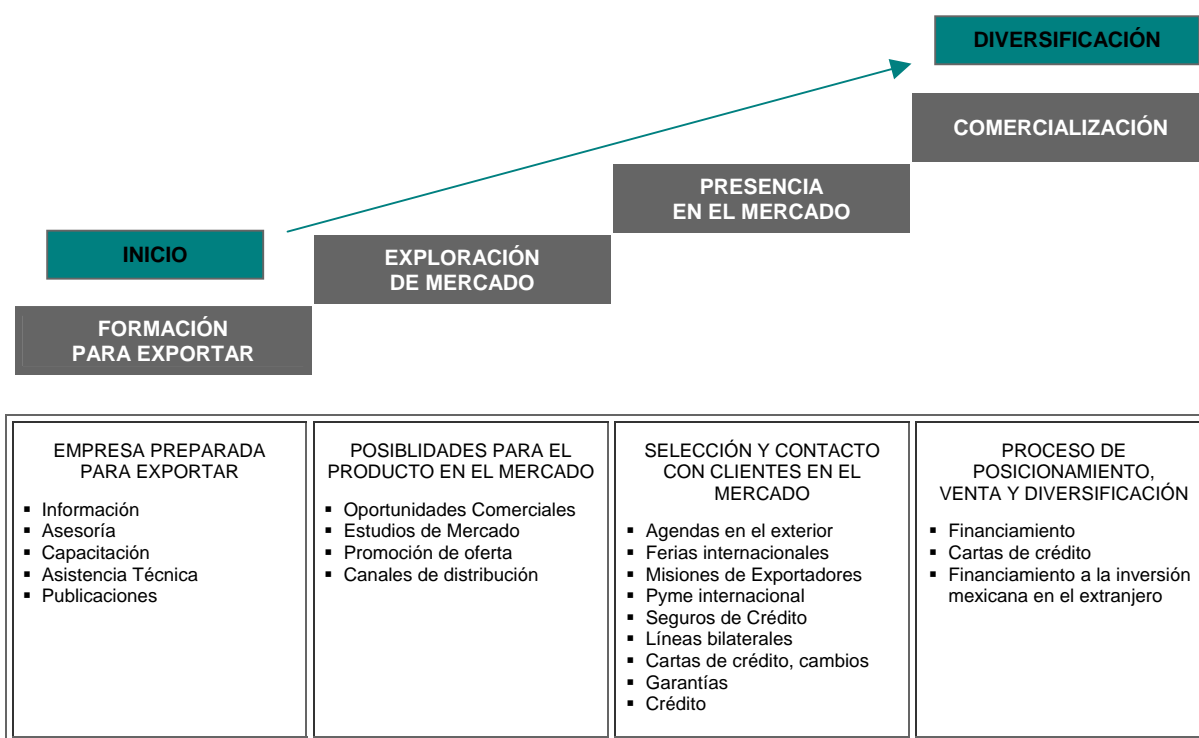 DIVERSIFICACIÓN
COMERCIALIZACIÓN
PRESENCIA
EN EL MERCADO
INICIO
EXPLORACIÓN
DE MERCADO
FORMACIÓN
PARA EXPORTAR
EMPRESA PREPARADA
PARA EXPORTAR
▪ Información
▪ Asesoría
▪ Capacitación
▪ Asistencia Técnica
▪ Publicaciones
POSIBLIDADES PARA EL
PRODUCTO EN EL MERCADO
▪ Oportunidades Comerciales
▪ Estudios de Mercado
▪ Promoción de oferta
▪ Canales de distribución
SELECCIÓN Y CONTACTO
CON CLIENTES EN EL
MERCADO
▪ Agendas en el exterior
▪ Ferias internacionales
▪ Misiones de Exportadores
▪ Pyme internacional
▪ Seguros de Crédito
▪ Líneas bilaterales
▪ Cartas de crédito, cambios
▪ Garantías
▪ Crédito
PROCESO DE
POSICIONAMIENTO,
VENTA Y DIVERSIFICACIÓN
▪ Financiamiento
▪ Cartas de crédito
▪ Financiamiento a la inversión
mexicana en el extranjero